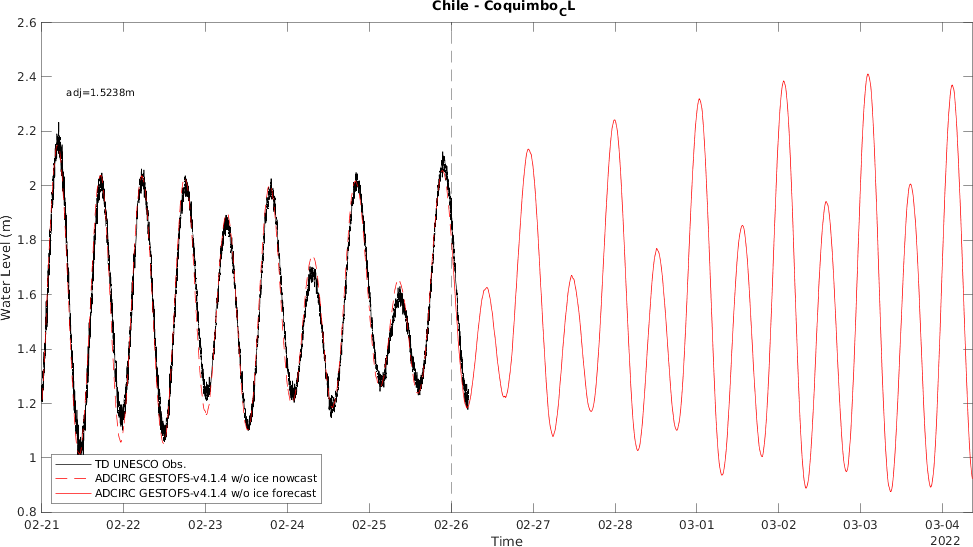 Chile - Coquimbo_CL
2.6
2.4
adj=1.5238m
2.2
2
1.8
Water Level (m)
1.6
1.4
1.2
1
TD UNESCO Obs.
ADCIRC GESTOFS-v4.1.4 w/o ice nowcast
ADCIRC GESTOFS-v4.1.4 w/o ice forecast
0.8
02-21 02-22 02-23 02-24 02-25 02-26 02-27 02-28 03-01 03-02 03-03 03-04
Time
2022